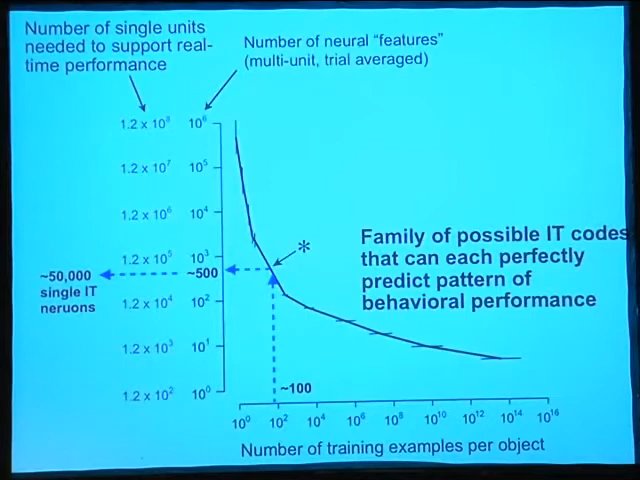 Number of single units
needed to support real-
time performance
Number of neural "features"
(multi-unit, trial averaged)
1.2 x 10⁸ 10⁶
1.2 x 10⁷ 10⁵
1.2 x 10⁶ 10⁴
1.2 x 10⁵ 10³
1.2 x 10⁴ 10²
1.2 x 10³ 10¹
1.2 x 10² 10⁰
~50,000
single IT
neruons
~500
*
Family of possible IT codes
that can each perfectly
predict pattern of
behavioral performance
~100
10⁰ 10² 10⁴ 10⁶ 10⁸ 10¹⁰ 10¹² 10¹⁴ 10¹⁶
Number of training examples per object